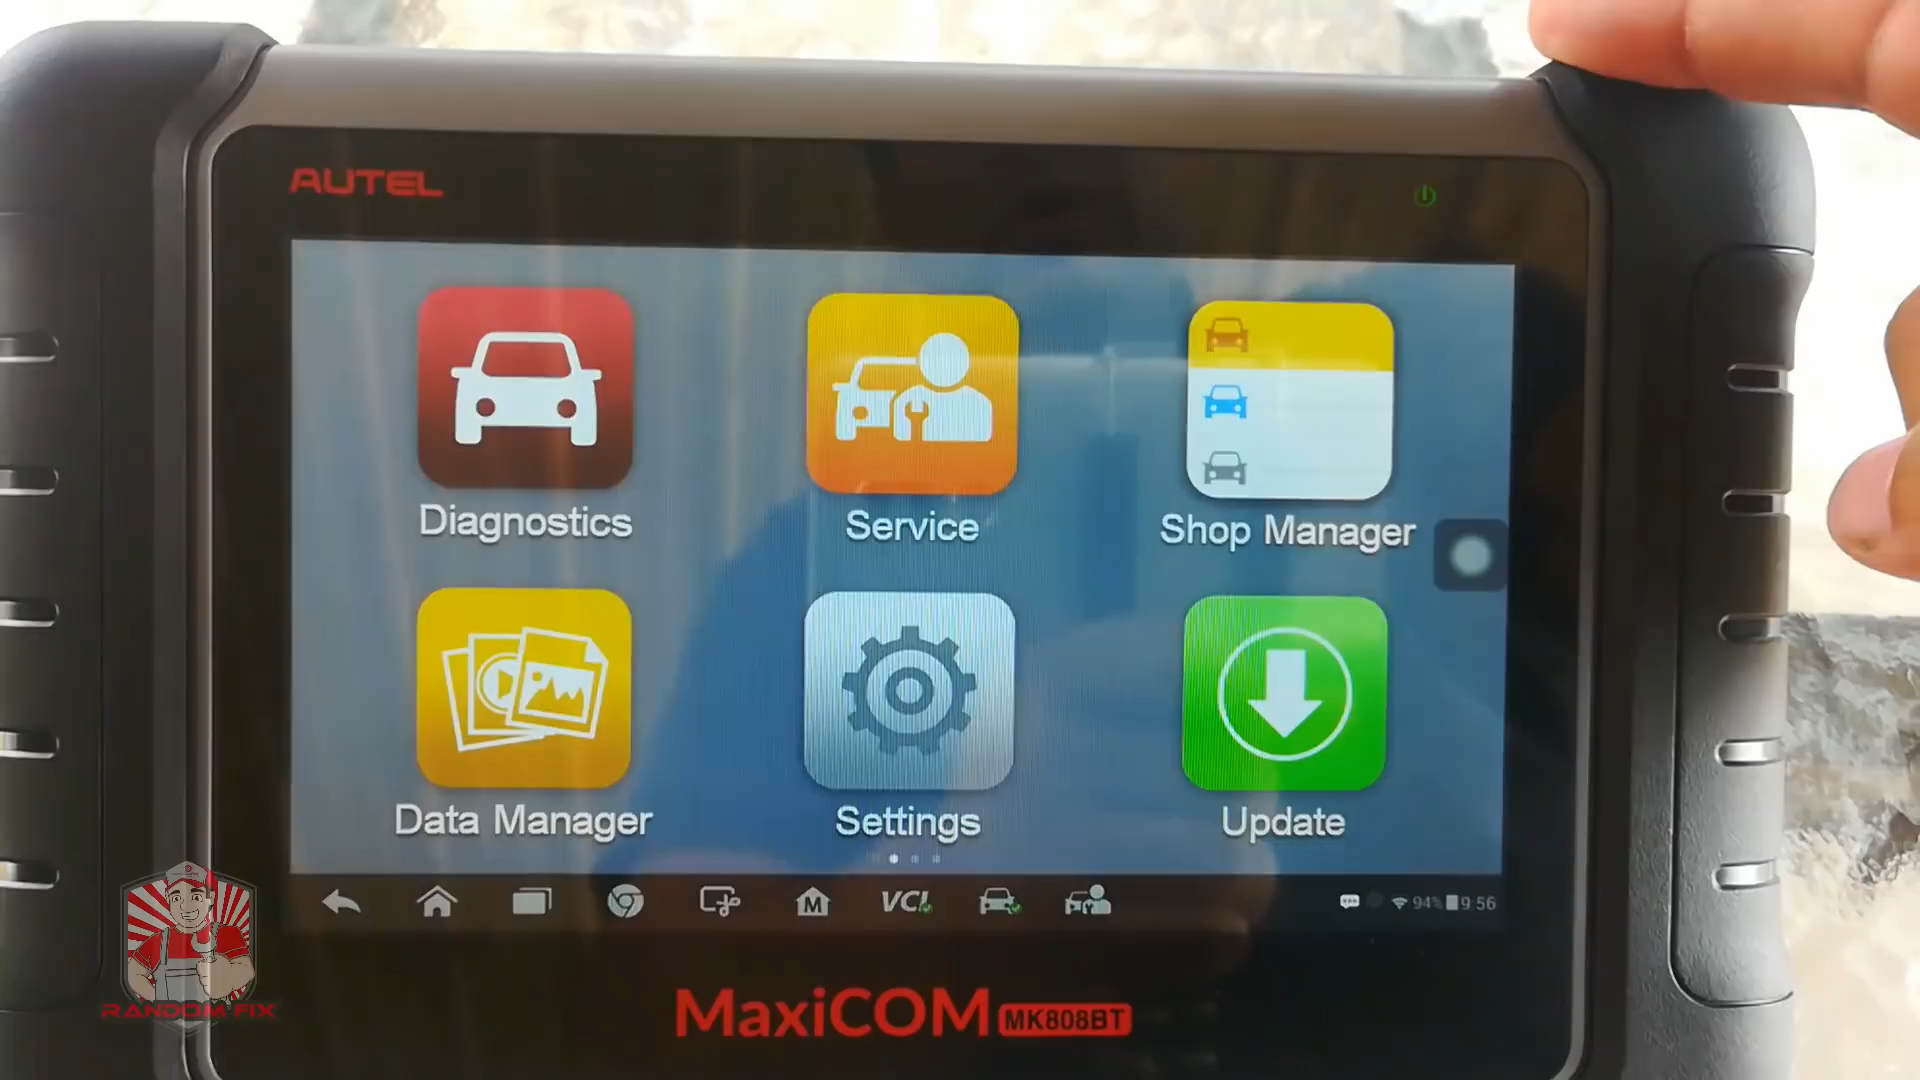 AUTEL
Diagnostics
Service
Shop Manager
Data Manager
Settings
Update
M
VCI
94% 9:56
RANDOM FIX
MaxiCOM MK808BT